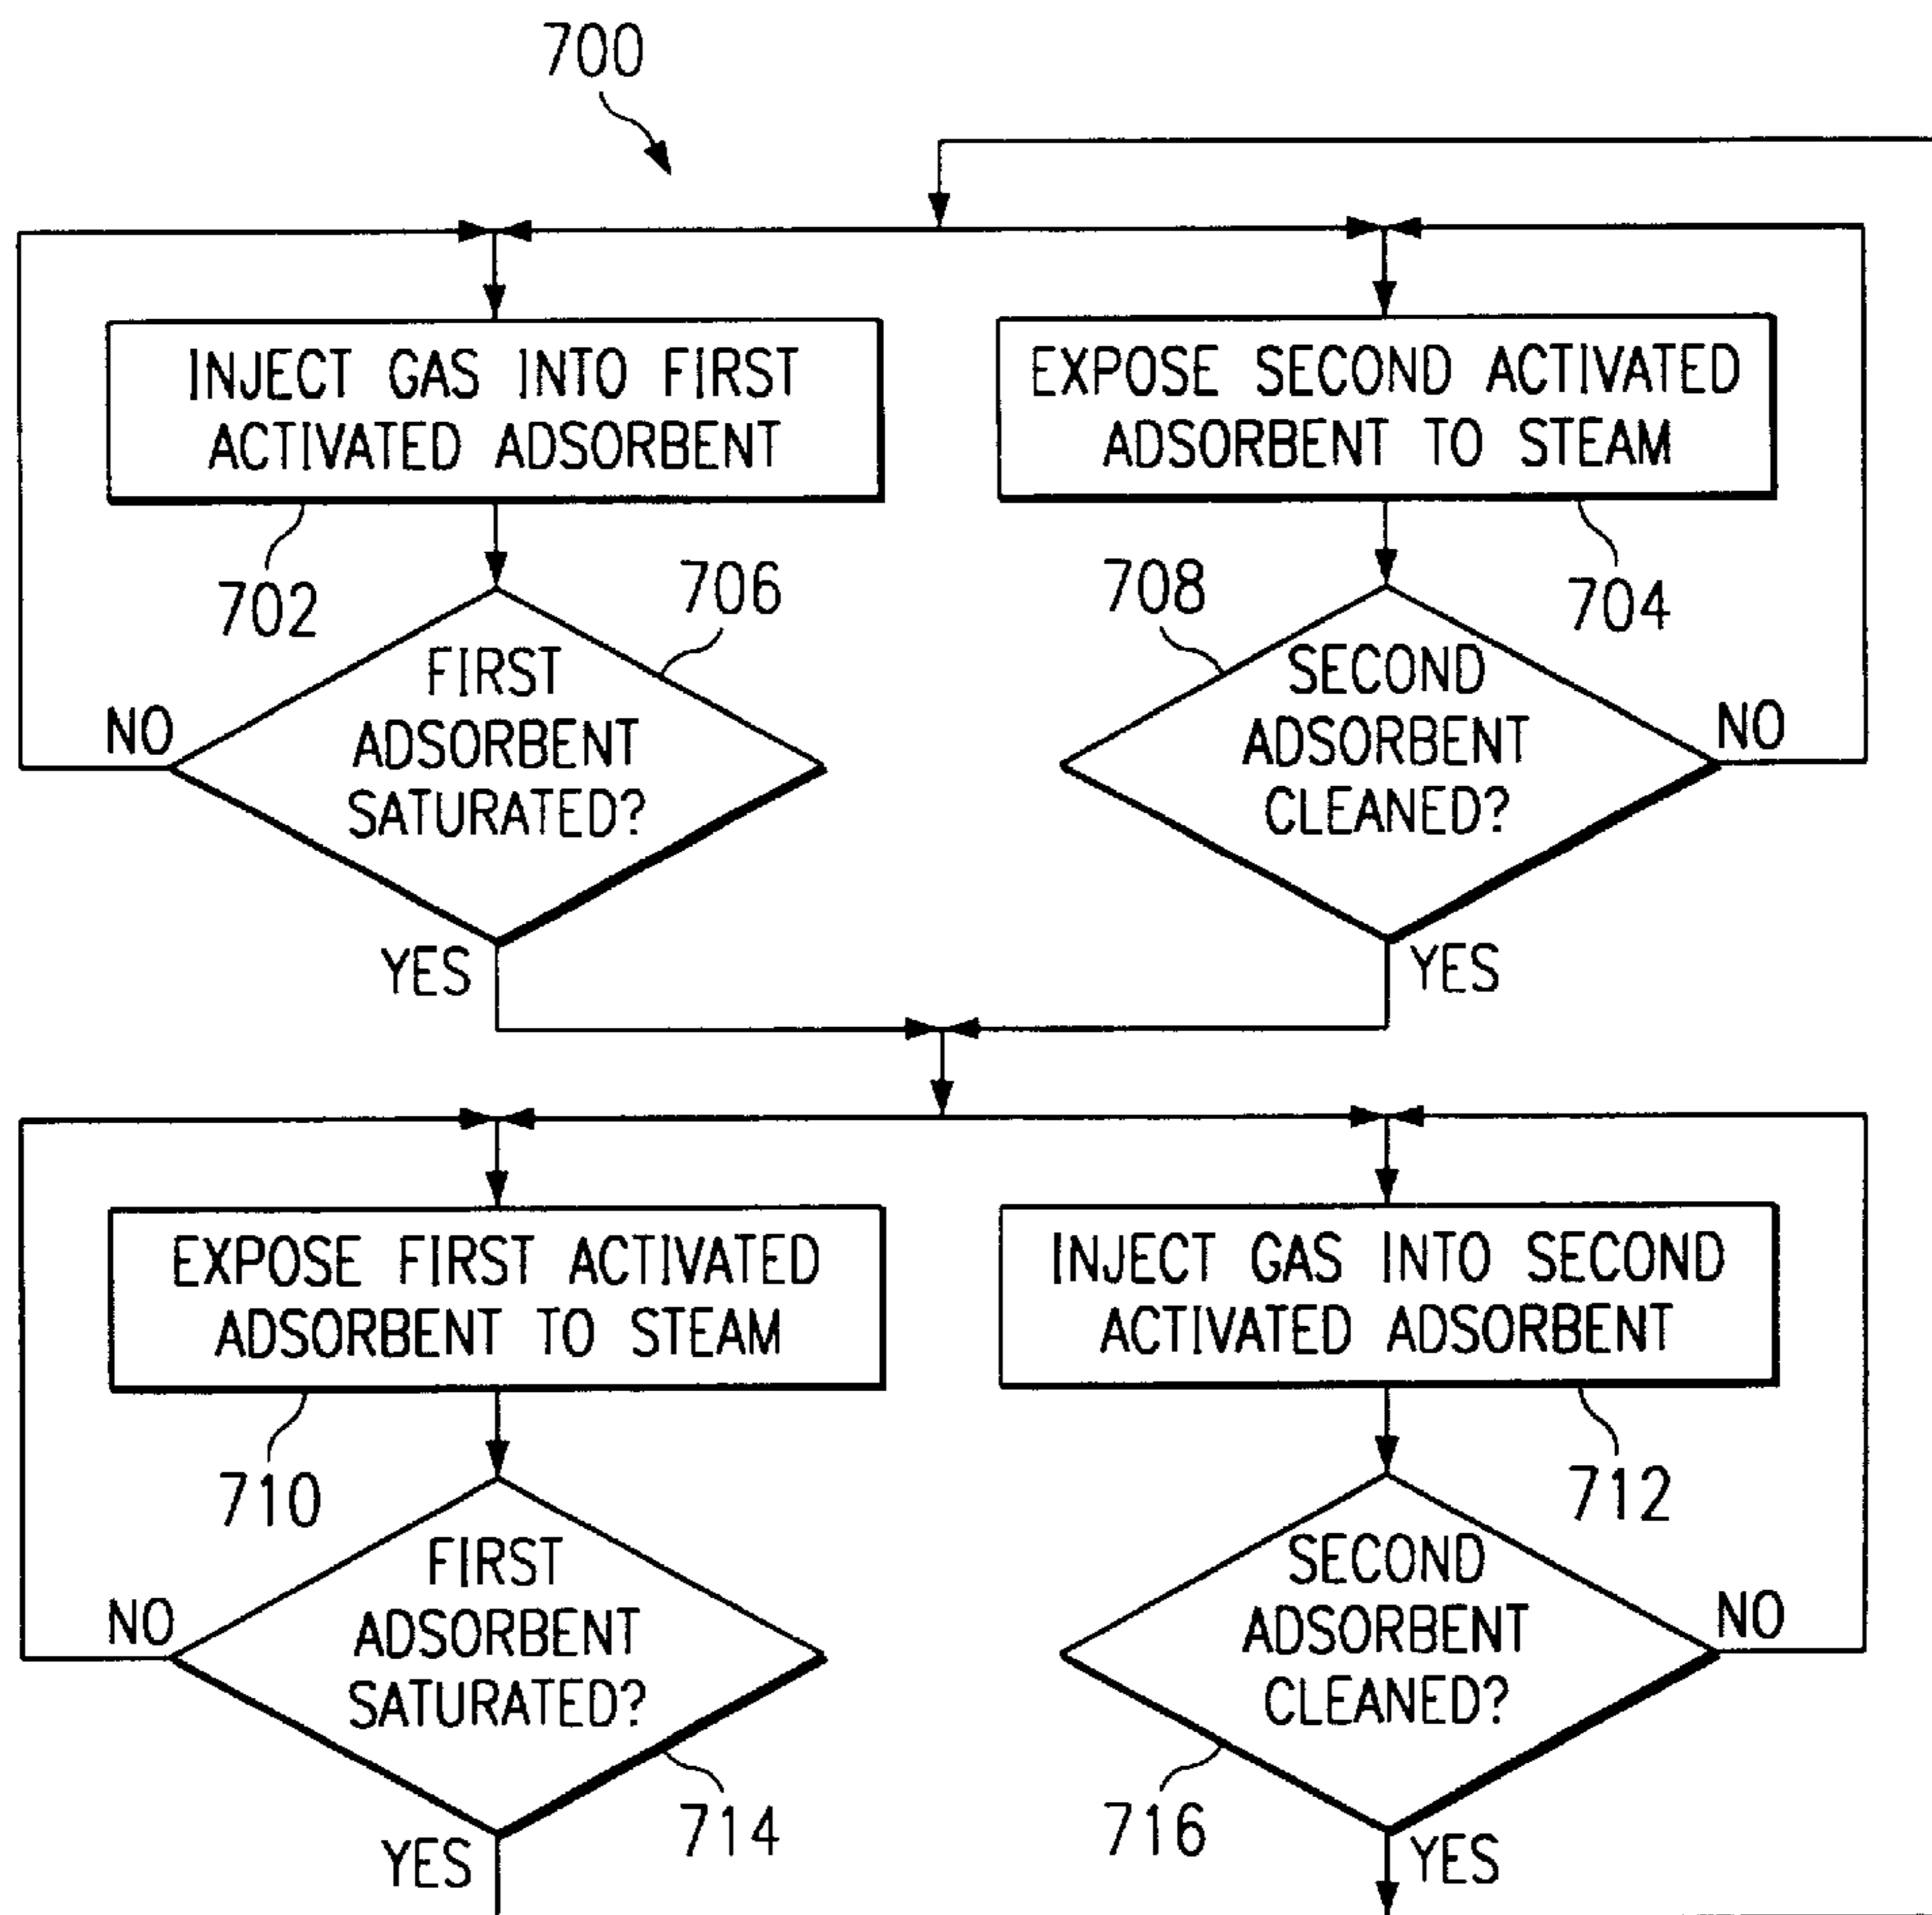 700
INJECT GAS INTO FIRST
ACTIVATED ADSORBENT
EXPOSE SECOND ACTIVATED
ADSORBENT TO STEAM
702
706
708
704
FIRST
ADSORBENT
SATURATED?
NO
YES
SECOND
ADSORBENT
CLEANED?
NO
YES
EXPOSE FIRST ACTIVATED
ADSORBENT TO STEAM
INJECT GAS INTO SECOND
ACTIVATED ADSORBENT
710
712
FIRST
ADSORBENT
SATURATED?
NO
YES
714
SECOND
ADSORBENT
CLEANED?
NO
YES
716